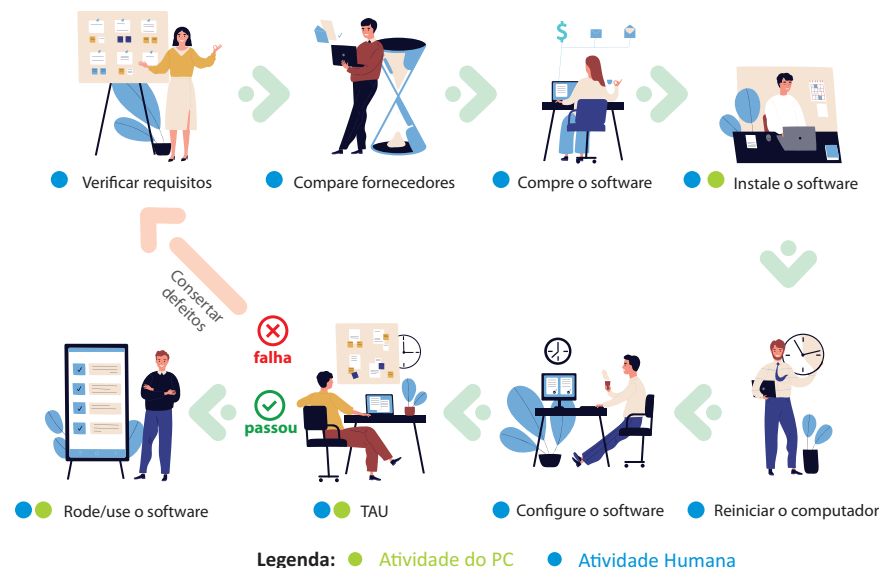 $
Verificar requisitos
Compare fornecedores
Compre o software
Instale o software
Consertar
defeitos
falha
passou
Rode/use o software
TAU
Configure o software
Reiniciar o computador
Legenda: Atividade do PC Atividade Humana